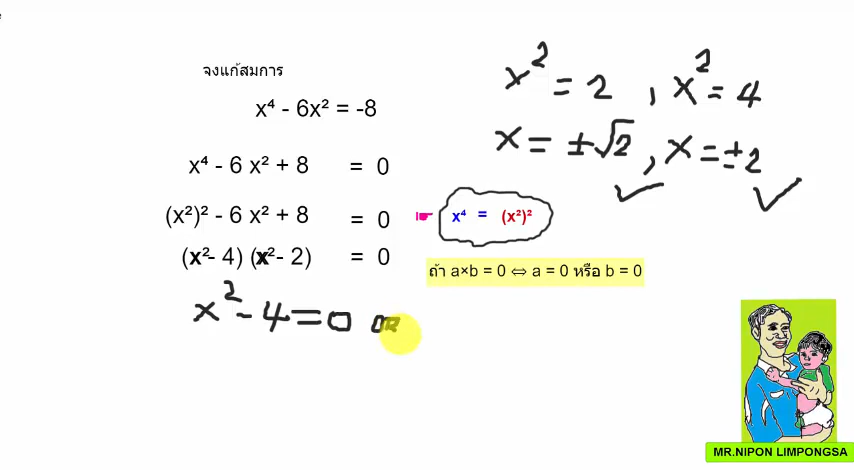 จงแก้สมการ
x⁴ - 6x² = -8
x⁴ - 6 x² + 8 = 0
(x²)² - 6 x² + 8 = 0
(x²- 4) (x²- 2) = 0
x² - 4 = 0 or
x² = 2 , x² = 4
x = ±√2 , x = ±2
x⁴ = (x²)²
ถ้า a×b = 0 ⇔ a = 0 หรือ b = 0
MR.NIPON LIMPONGSA